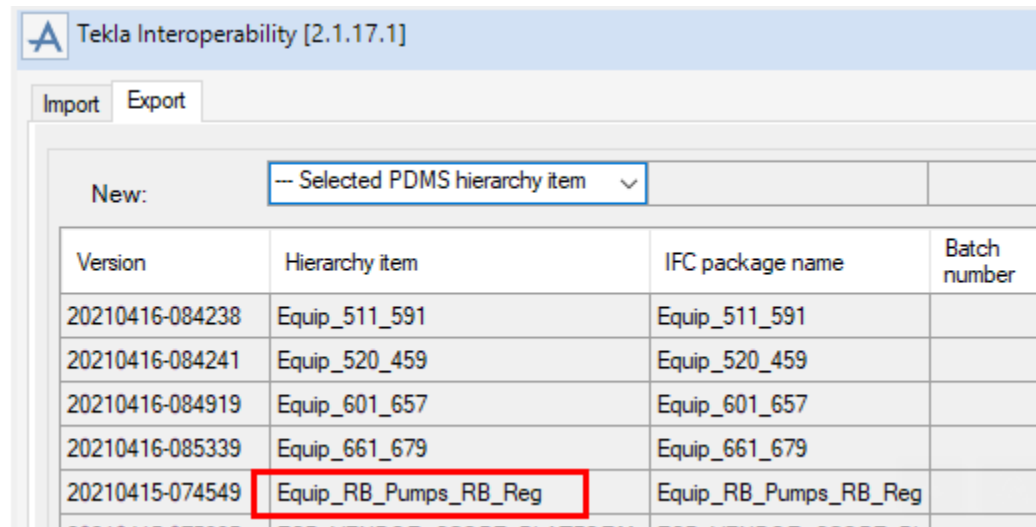 Tekla Interoperability [2.1.17.1]
Import Export
New: --- Selected PDMS hierarchy item
Version Hierarchy item IFC package name Batch number
20210416-084238 Equip_511_591 Equip_511_591
20210416-084241 Equip_520_459 Equip_520_459
20210416-084919 Equip_601_657 Equip_601_657
20210416-085339 Equip_661_679 Equip_661_679
20210415-074549 Equip_RB_Pumps_RB_Reg Equip_RB_Pumps_RB_Reg